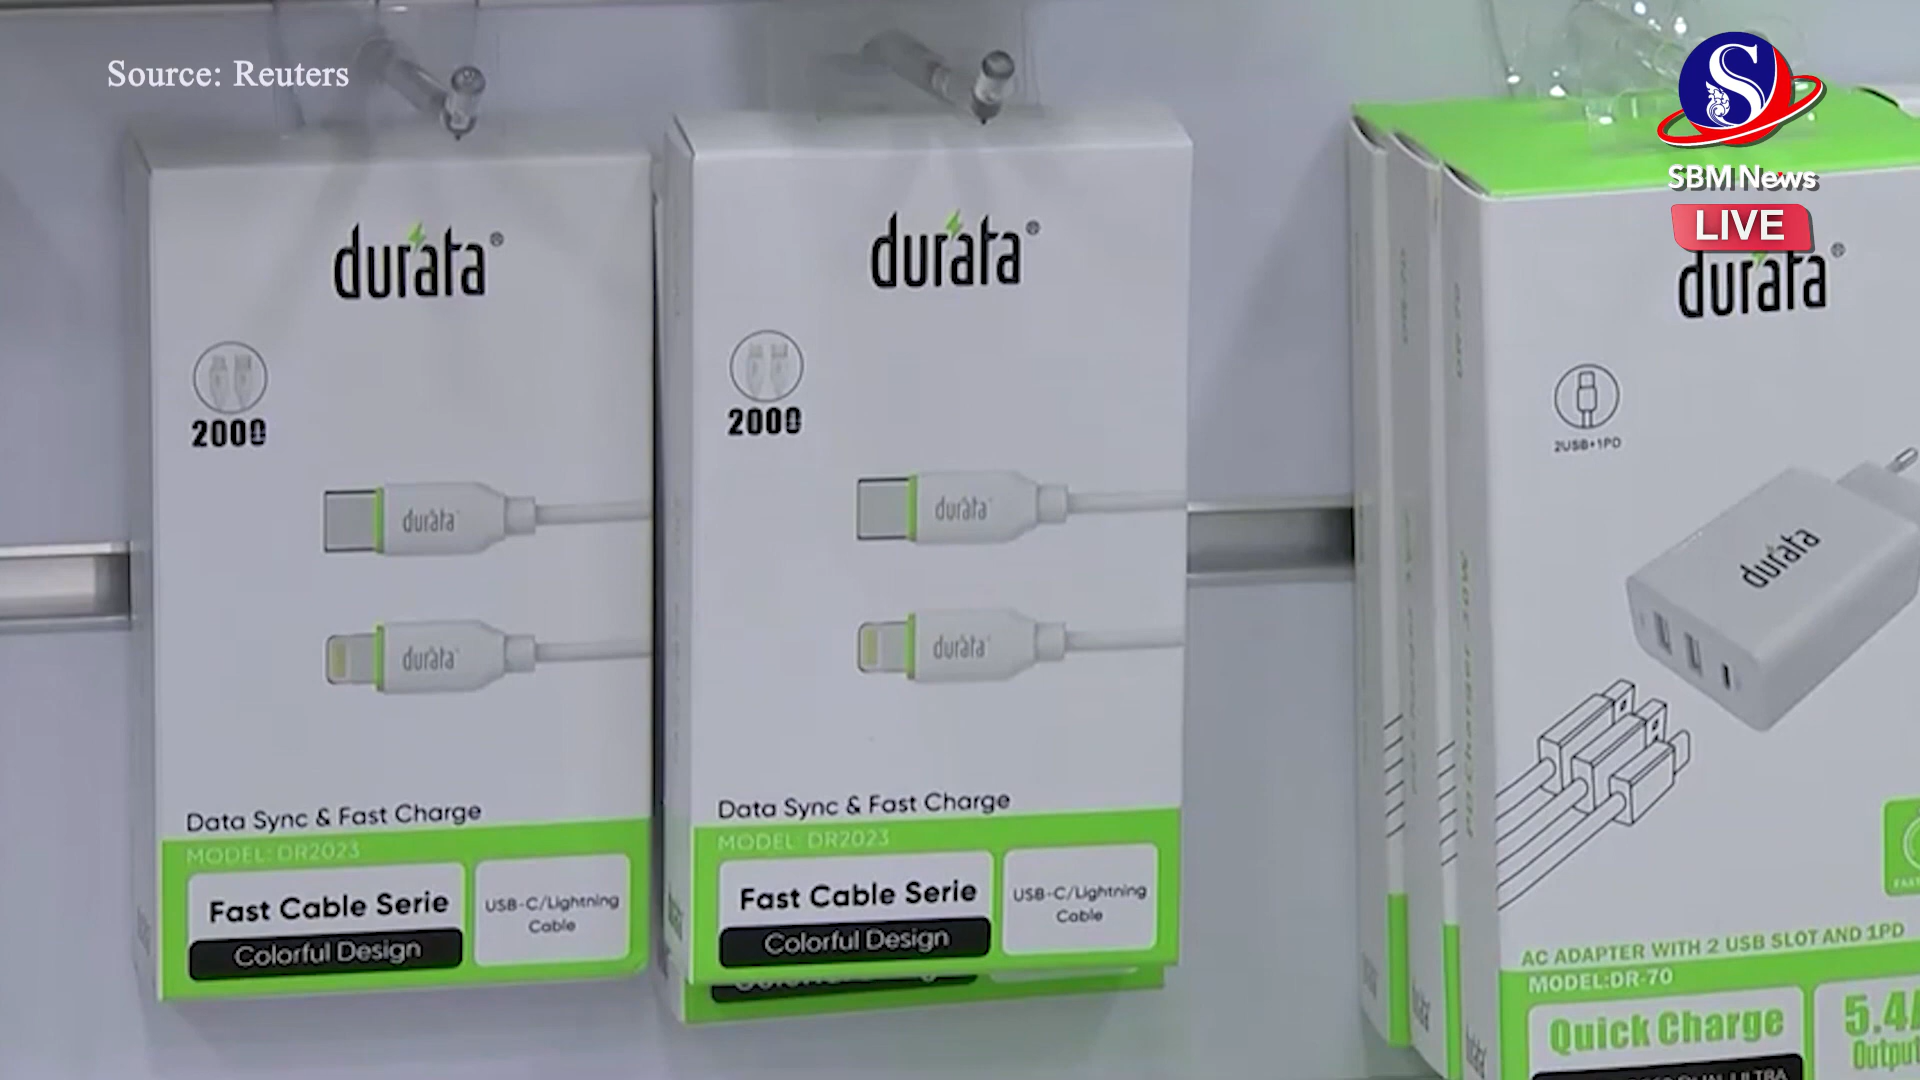 Source: Reuters
S
SBM News
LIVE
durata®
2000
durata
durata
Data Sync & Fast Charge
MODEL: DR2023
Fast Cable Serie
Colorful Design
USB-C/Lightning
Cable
durata®
2000
durata
durata
Data Sync & Fast Charge
MODEL: DR2023
Fast Cable Serie
Colorful Design
USB-C/Lightning
Cable
durata®
2USB+1PD
durata
AC ADAPTER WITH 2 USB SLOT AND 1PD
MODEL:DR-70
Quick Charge
5.4A
Output